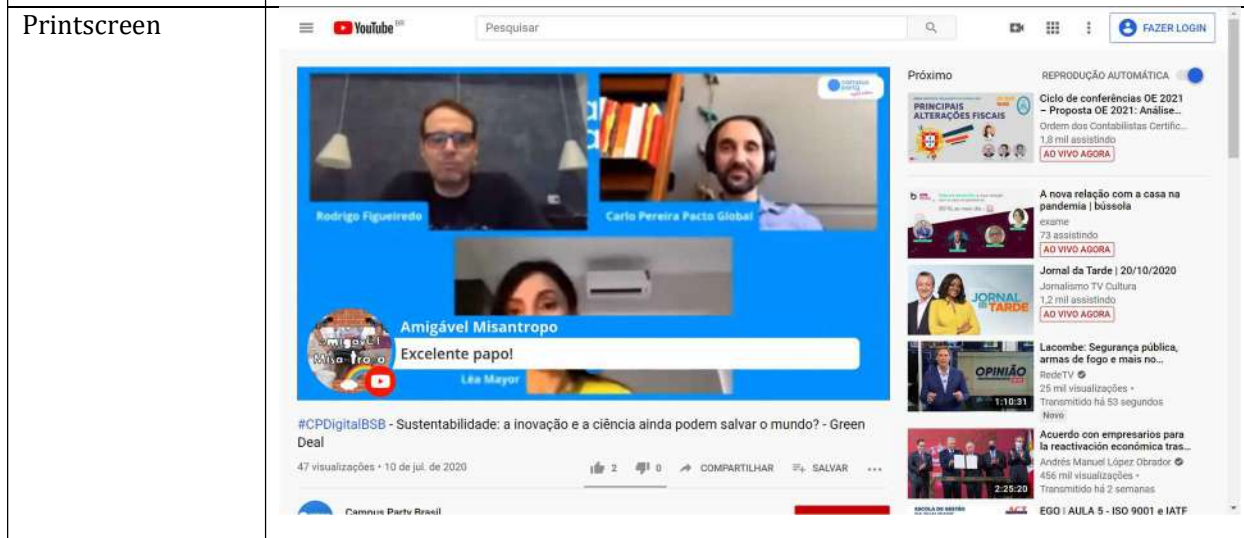 Printscreen
YouTube BR
Pesquisar
FAZER LOGIN
campus
party
Rodrigo Figueiredo
Carlo Pereira Pacto Global
Amigável Misantropo
Excelente papo!
Léa Mayor
#CPDigitalBSB - Sustentabilidade: a inovação e a ciência ainda podem salvar o mundo? - Green
Deal
47 visualizações • 10 de jul. de 2020
2
0
COMPARTILHAR
SALVAR
Campus Party Brasil
Próximo
REPRODUÇÃO AUTOMÁTICA
PRINCIPAIS
ALTERAÇÕES FISCAIS
Ciclo de conferências OE 2021
– Proposta OE 2021: Análise...
Ordem dos Contabilistas Certific...
1,8 mil assistindo
AO VIVO AGORA
A nova relação com a casa na
pandemia | bússola
exame
73 assistindo
AO VIVO AGORA
JORNAL
DA TARDE
Jornal da Tarde | 20/10/2020
Jornalismo TV Cultura
1,2 mil assistindo
AO VIVO AGORA
OPINIÃO
1:10:31
Lacombe: Segurança pública,
armas de fogo e mais no...
RedeTV
25 mil visualizações •
Transmitido há 53 segundos
Novo
2:25:20
Acuerdo con empresarios para
la reactivación económica tras...
Andrés Manuel López Obrador
456 mil visualizações •
Transmitido há 2 semanas
ESCOLA DE GESTÃO
EGQ | AULA 5 - ISO 9001 e IATF